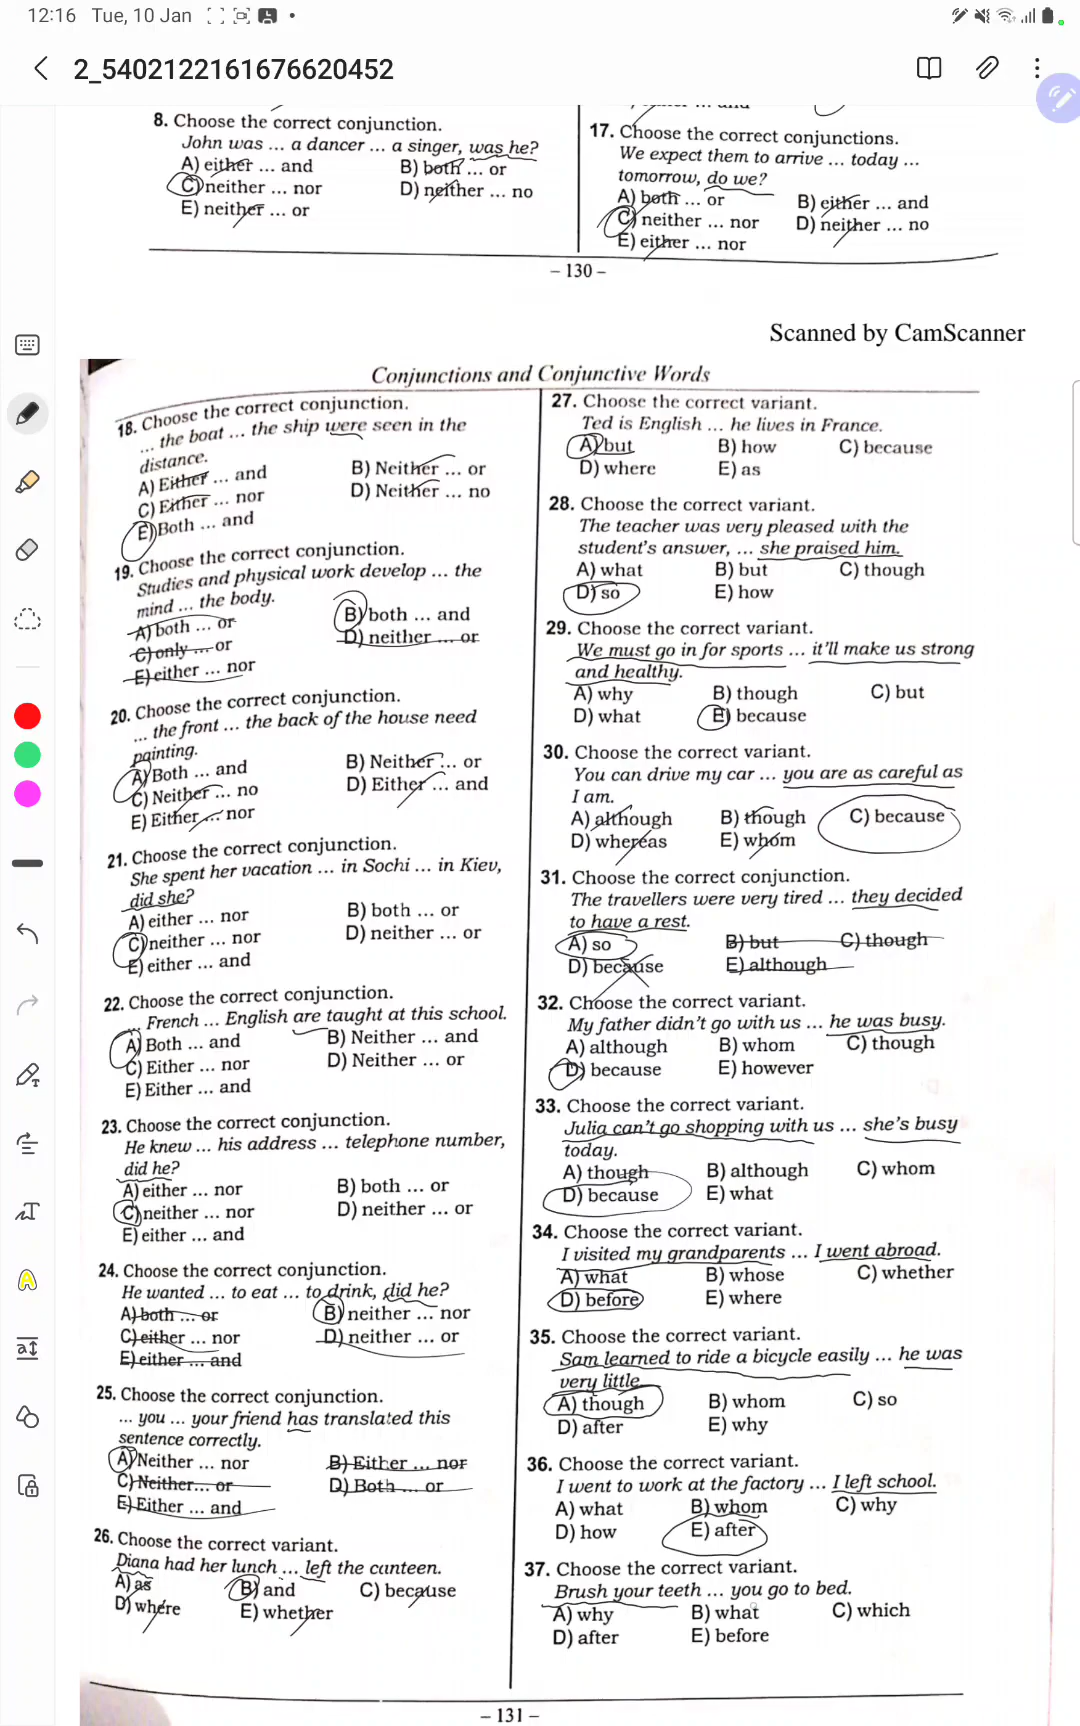 12:16 Tue, 10 Jan
2_5402122161676620452
8. Choose the correct conjunction.
John was ... a dancer ... a singer, was he?
A) either ... and B) both ... or
C) neither ... nor D) neither ... no
E) neither ... or
17. Choose the correct conjunctions.
We expect them to arrive ... today ...
tomorrow, do we?
A) both ... or B) either ... and
C) neither ... nor D) neither ... no
E) either ... nor
– 130 –
Scanned by CamScanner
Conjunctions and Conjunctive Words
18. Choose the correct conjunction.
... the boat ... the ship were seen in the
distance.
A) Either ... and B) Neither ... or
C) Either ... nor D) Neither ... no
E) Both ... and
19. Choose the correct conjunction.
Studies and physical work develop ... the
mind ... the body.
A) both ... or B) both ... and
C) only ... or D) neither ... or
E) either ... nor
20. Choose the correct conjunction.
... the front ... the back of the house need
painting.
A) Both ... and B) Neither ... or
C) Neither ... no D) Either ... and
E) Either ... nor
21. Choose the correct conjunction.
She spent her vacation ... in Sochi ... in Kiev,
did she?
A) either ... nor B) both ... or
C) neither ... nor D) neither ... or
E) either ... and
22. Choose the correct conjunction.
... French ... English are taught at this school.
A) Both ... and B) Neither ... and
C) Either ... nor D) Neither ... or
E) Either ... and
23. Choose the correct conjunction.
He knew ... his address ... telephone number,
did he?
A) either ... nor B) both ... or
C) neither ... nor D) neither ... or
E) either ... and
24. Choose the correct conjunction.
He wanted ... to eat ... to drink, did he?
A) both ... or B) neither ... nor
C) either ... nor D) neither ... or
E) either ... and
25. Choose the correct conjunction.
... you ... your friend has translated this
sentence correctly.
A) Neither ... nor B) Either ... nor
C) Neither... or D) Both ... or
E) Either ... and
26. Choose the correct variant.
Diana had her lunch ... left the canteen.
A) as B) and C) because
D) where E) whether
27. Choose the correct variant.
Ted is English ... he lives in France.
A) but B) how C) because
D) where E) as
28. Choose the correct variant.
The teacher was very pleased with the
student's answer, ... she praised him.
A) what B) but C) though
D) so E) how
29. Choose the correct variant.
We must go in for sports ... it'll make us strong
and healthy.
A) why B) though C) but
D) what E) because
30. Choose the correct variant.
You can drive my car ... you are as careful as
I am.
A) although B) though C) because
D) whereas E) whom
31. Choose the correct conjunction.
The travellers were very tired ... they decided
to have a rest.
A) so B) but C) though
D) because E) although
32. Choose the correct variant.
My father didn't go with us ... he was busy.
A) although B) whom C) though
D) because E) however
33. Choose the correct variant.
Julia can't go shopping with us ... she's busy
today.
A) though B) although C) whom
D) because E) what
34. Choose the correct variant.
I visited my grandparents ... I went abroad.
A) what B) whose C) whether
D) before E) where
35. Choose the correct variant.
Sam learned to ride a bicycle easily ... he was
very little.
A) though B) whom C) so
D) after E) why
36. Choose the correct variant.
I went to work at the factory ... I left school.
A) what B) whom C) why
D) how E) after
37. Choose the correct variant.
Brush your teeth ... you go to bed.
A) why B) what C) which
D) after E) before
– 131 –